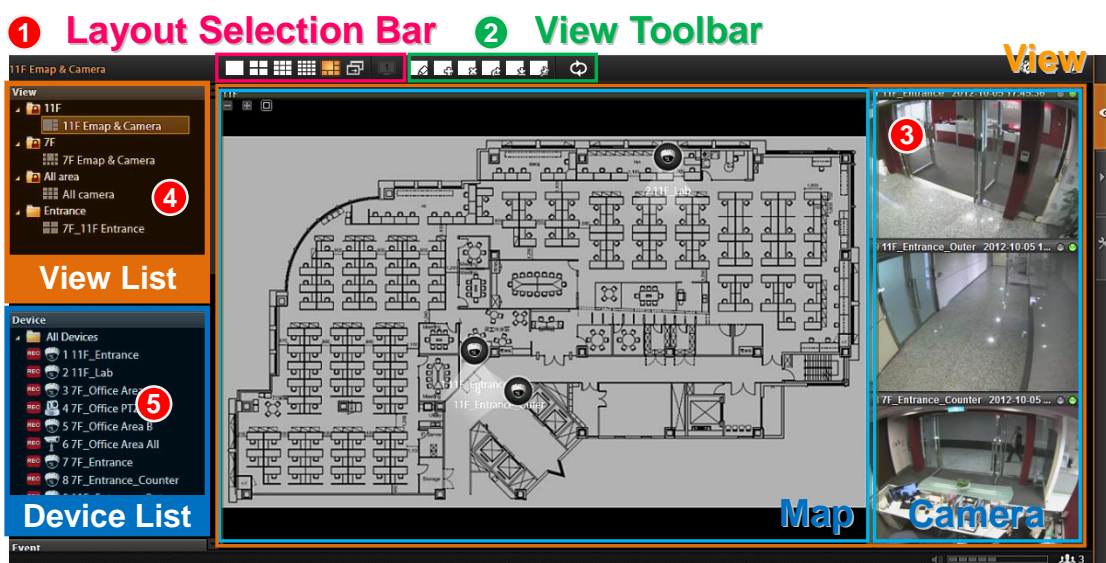 1 Layout Selection Bar 2 View Toolbar
View
11F Emap & Camera
View
11F
11F Emap & Camera
7F
7F Emap & Camera
All area
All camera
Entrance
7F_11F Entrance
4
View List
Device
All Devices
REC 1 11F_Entrance
REC 2 11F_Lab
REC 3 7F_Office Area
REC 4 7F_Office PTZ
REC 5 7F_Office Area B
REC 6 7F_Office Area All
REC 7 7F_Entrance
REC 8 7F_Entrance_Counter
5
Device List
Event
11F
2 11F_Lab
11F_Entrance
11F_Entrance_Outer
Storage
Map
11F_Entrance 2012-10-05 17:45:36
3
11F_Entrance_Outer 2012-10-05 1...
7F_Entrance_Counter 2012-10-05 ...
Camera
3